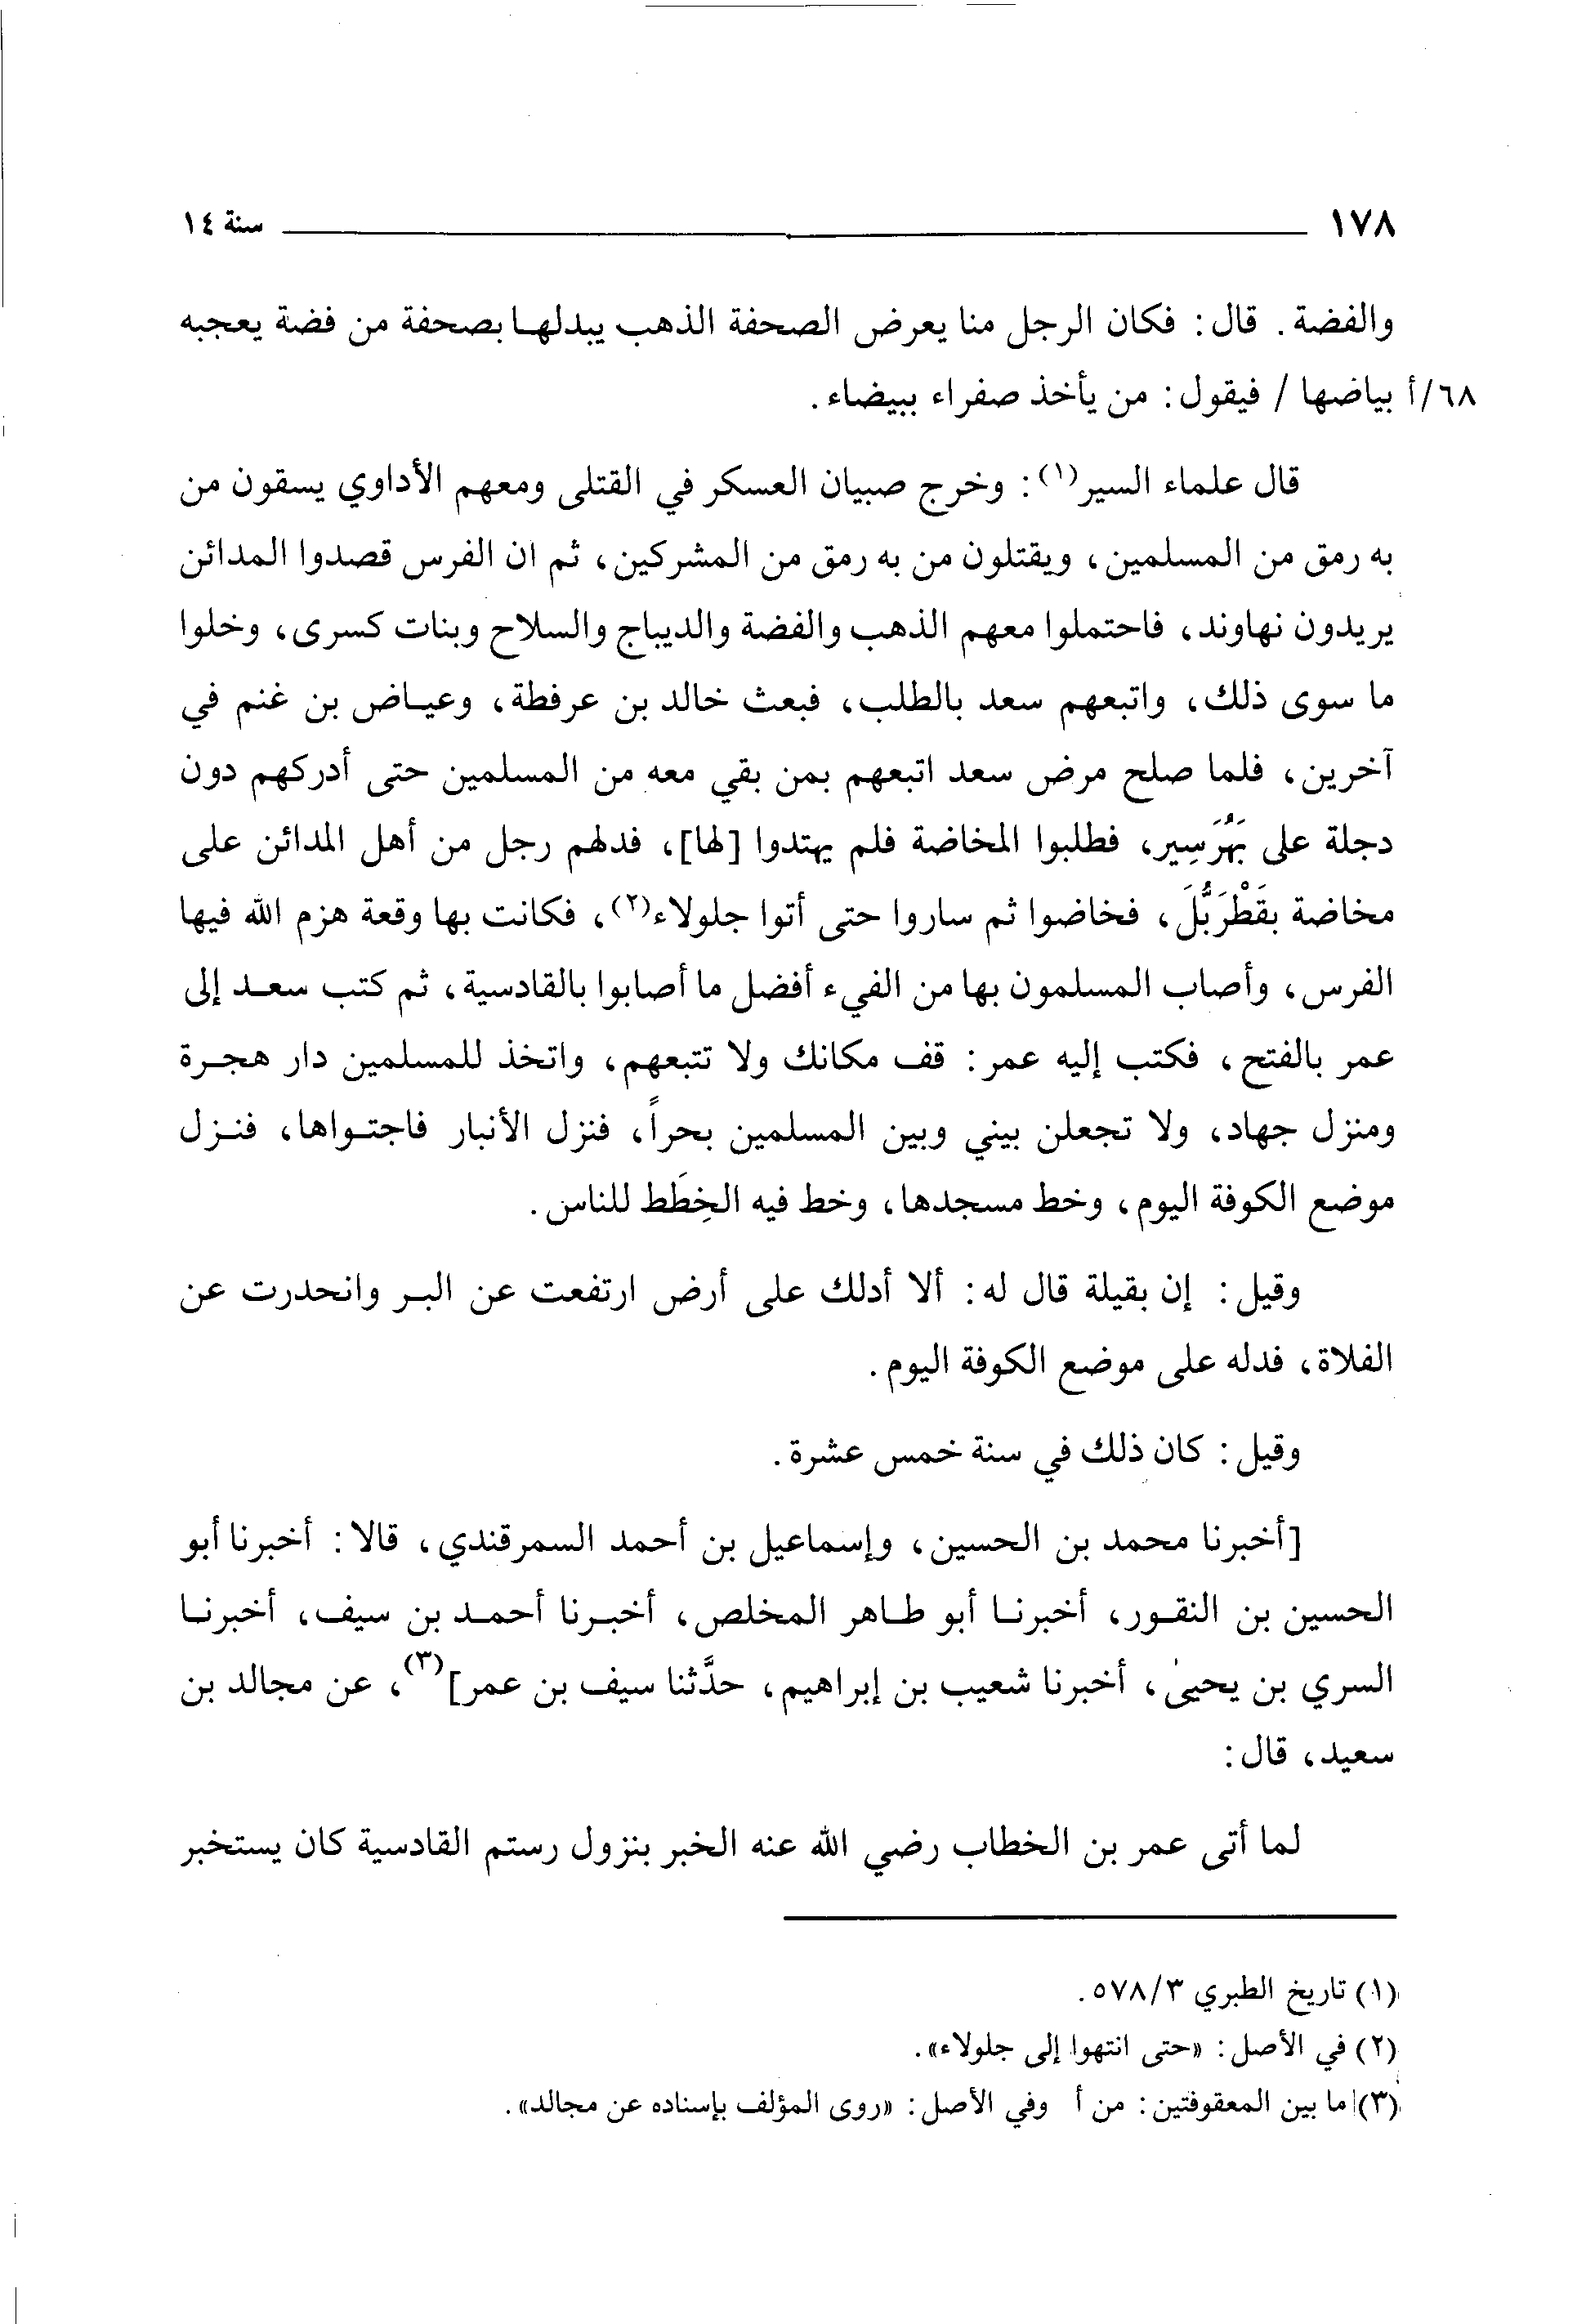 ١٧٨ سنة ١٤
والفضة. قال: فكان الرجل منا يعرض الصحفة الذهب يبدلها بصحفة من فضة يعجبه
٦٨/أ بياضها / فيقول: من يأخذ صفراء ببيضاء.
قال علماء السير(١): وخرج صبيان العسكر في القتلى ومعهم الأداوي يسقون من
به رمق من المسلمين، ويقتلون من به رمق من المشركين، ثم ان الفرس قصدوا المدائن
يريدون نهاوند، فاحتملوا معهم الذهب والفضة والديباج والسلاح وبنات كسرى، وخلوا
ما سوى ذلك، واتبعهم سعد بالطلب، فبعث خالد بن عرفطة، وعياض بن غنم في
آخرين، فلما صلح مرض سعد اتبعهم بمن بقي معه من المسلمين حتى أدركهم دون
دجلة على بَهُرَسِير، فطلبوا المخاضة فلم يهتدوا [لها]، فدلهم رجل من أهل المدائن على
مخاضة بقَطْرَبُّلَ، فخاضوا ثم ساروا حتى أتوا جلولاء(٢)، فكانت بها وقعة هزم الله فيها
الفرس، وأصاب المسلمون بها من الفيء أفضل ما أصابوا بالقادسية، ثم كتب سعد إلى
عمر بالفتح، فكتب إليه عمر: قف مكانك ولا تتبعهم، واتخذ للمسلمين دار هجرة
ومنزل جهاد، ولا تجعلن بيني وبين المسلمين بحراً، فنزل الأنبار فاجتواها، فنزل
موضع الكوفة اليوم، وخط مسجدها، وخط فيه الخِطَط للناس.
وقيل: إن بقيلة قال له: ألا أدلك على أرض ارتفعت عن البر وانحدرت عن
الفلاة، فدله على موضع الكوفة اليوم.
وقيل: كان ذلك في سنة خمس عشرة.
[أخبرنا محمد بن الحسين، وإسماعيل بن أحمد السمرقندي، قالا: أخبرنا أبو
الحسين بن النقور، أخبرنا أبو طاهر المخلص، أخبرنا أحمد بن سيف، أخبرنا
السري بن يحيىٰ، أخبرنا شعيب بن إبراهيم، حدَّثنا سيف بن عمر](٣)، عن مجالد بن
سعيد، قال:
لما أتى عمر بن الخطاب رضي الله عنه الخبر بنزول رستم القادسية كان يستخبر
(١) تاريخ الطبري ٥٧٨/٣.
(٢) في الأصل: «حتى انتهوا إلى جلولاء».
(٣) ما بين المعقوفتين: من أ وفي الأصل: «روى المؤلف بإسناده عن مجالد».